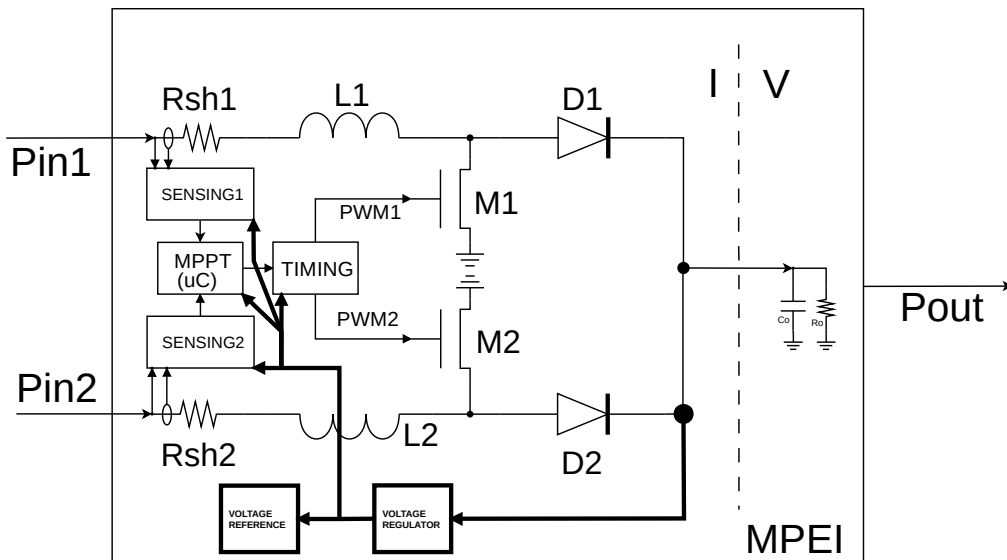 I V
Rsh1
L1
D1
Pin1
SENSING1
PWM1
M1
MPPT
(uC)
TIMING
Co
Ro
Pout
PWM2
SENSING2
M2
Pin2
L2
Rsh2
D2
VOLTAGE
REFERENCE
VOLTAGE
REGULATOR
MPEI